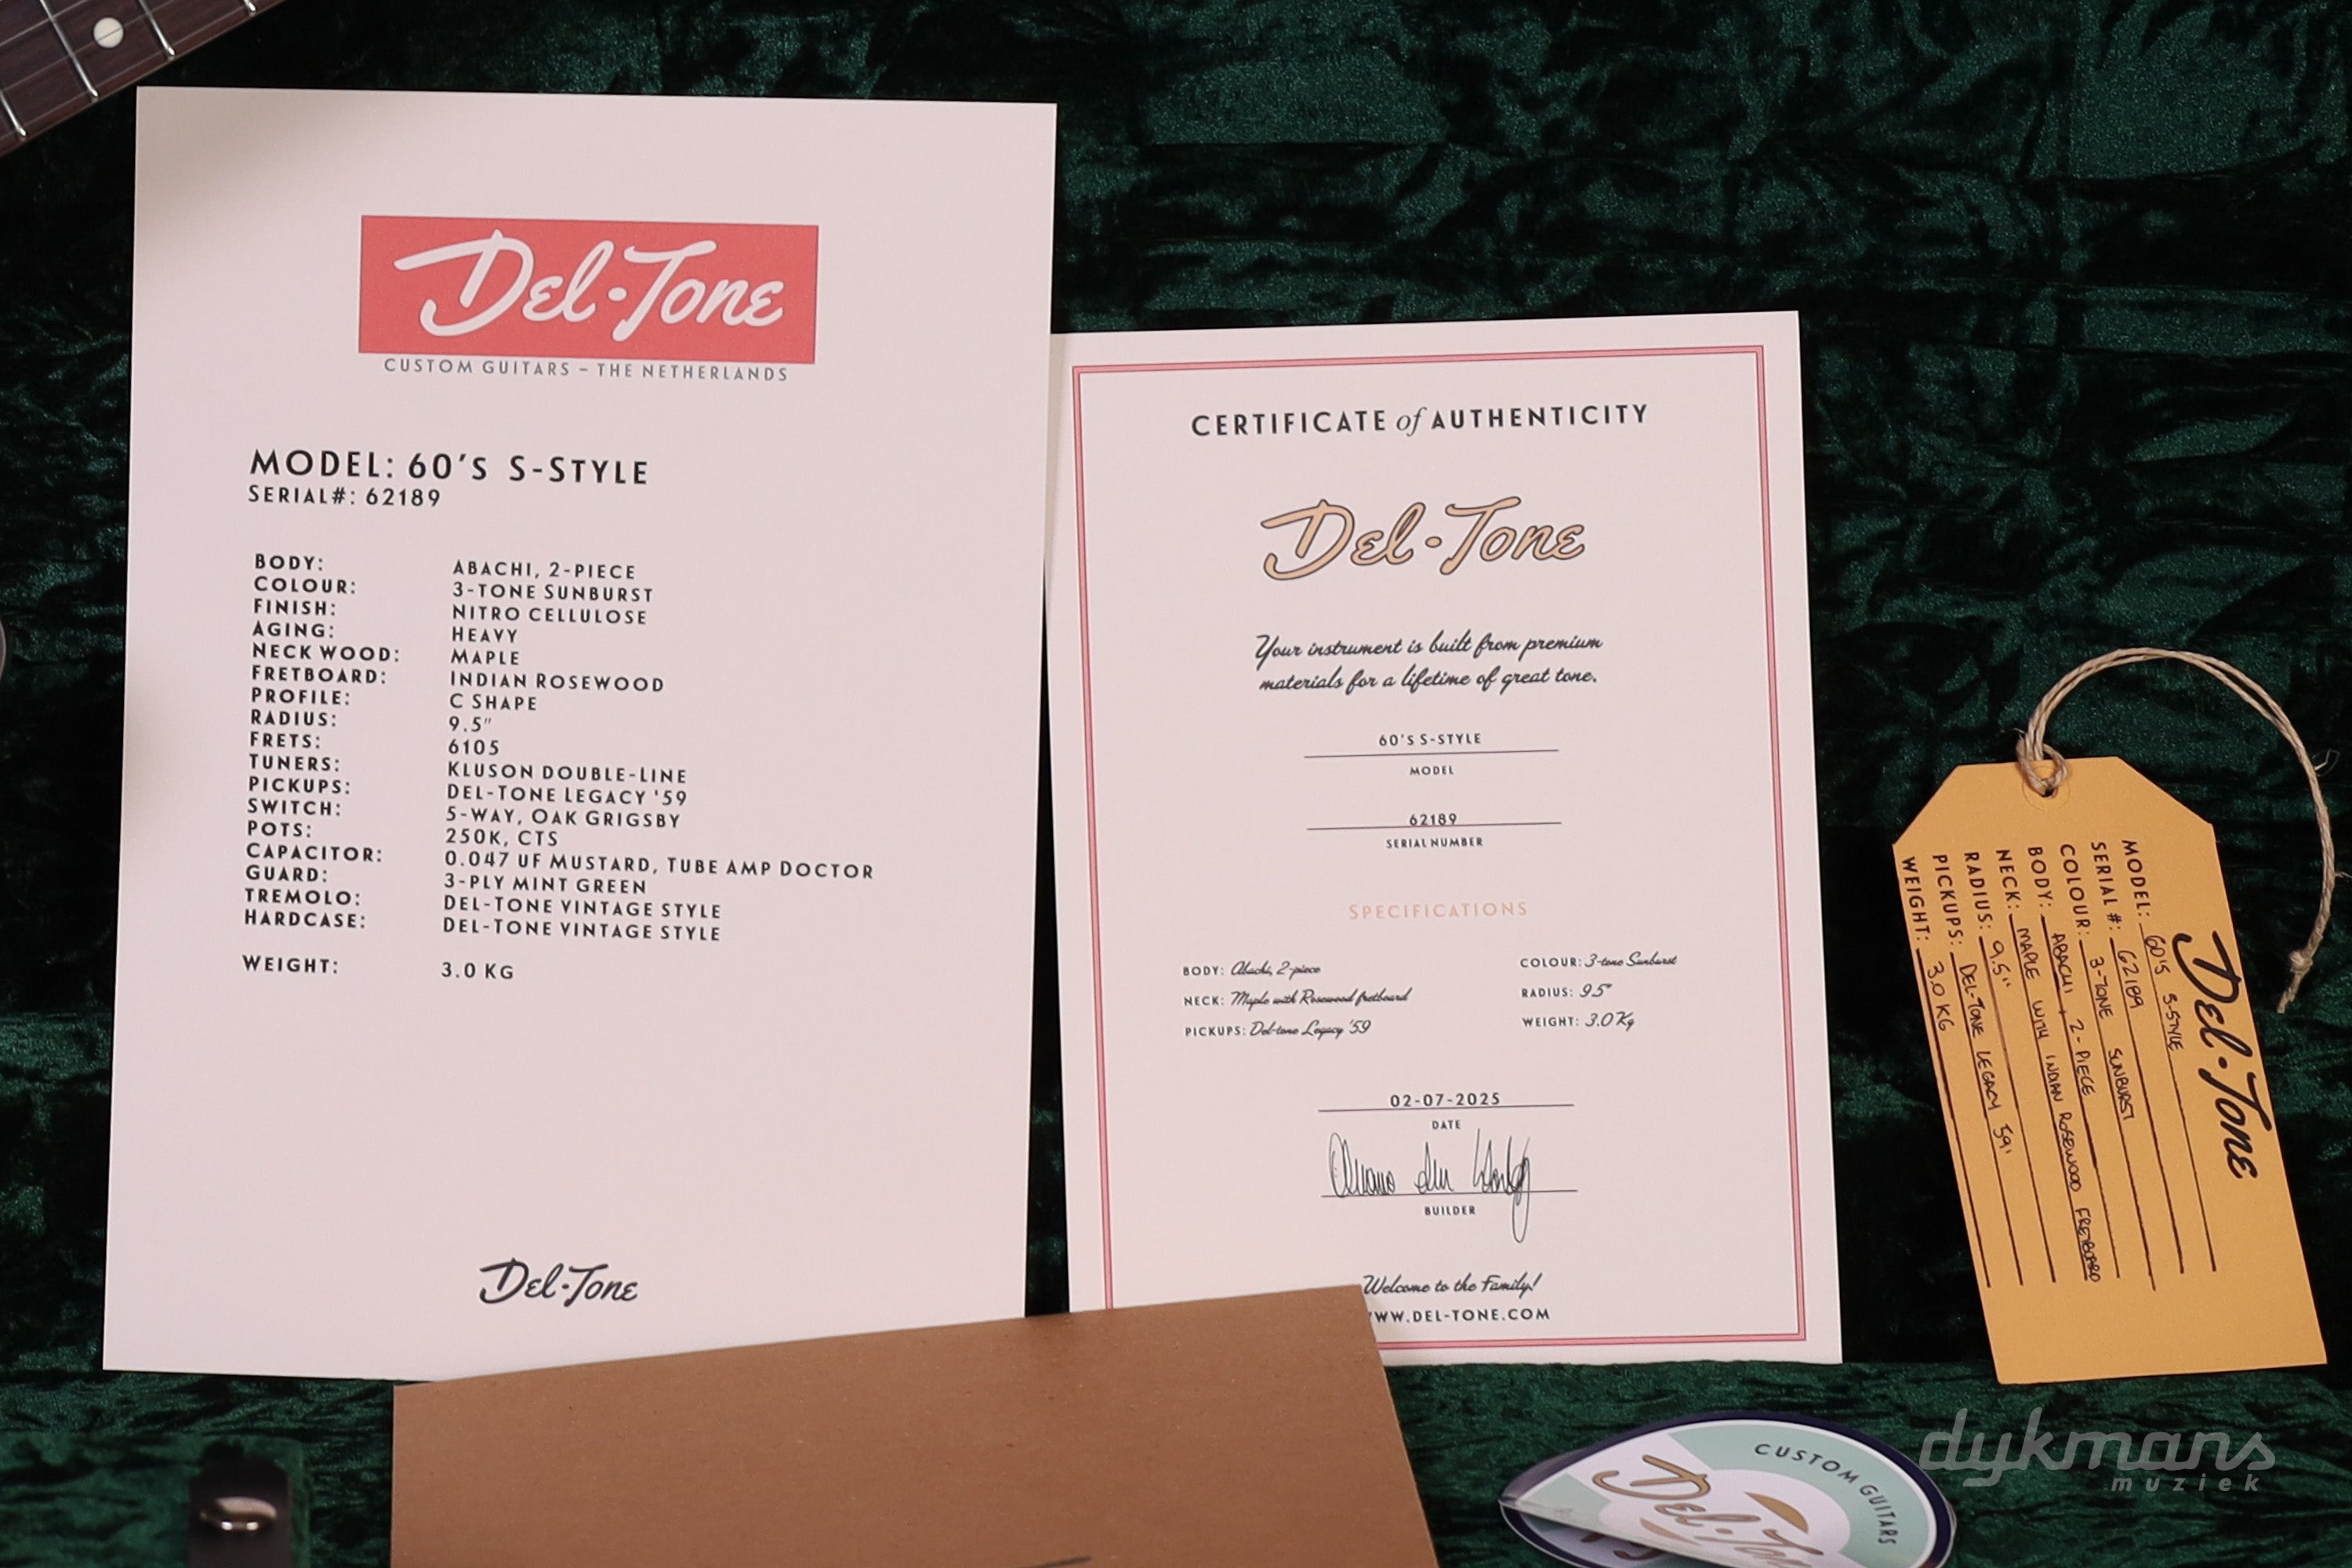 Del-Tone
CUSTOM GUITARS – THE NETHERLANDS
MODEL: 60'S S-STYLE
SERIAL#: 62189
BODY: ABACHI, 2-PIECE
COLOUR: 3-TONE SUNBURST
FINISH: NITRO CELLULOSE
AGING: HEAVY
NECK WOOD: MAPLE
FRETBOARD: INDIAN ROSEWOOD
PROFILE: C SHAPE
RADIUS: 9.5"
FRETS: 6105
TUNERS: KLUSON DOUBLE-LINE
PICKUPS: DEL-TONE LEGACY '59
SWITCH: 5-WAY, OAK GRIGSBY
POTS: 250K, CTS
CAPACITOR: 0.047 UF MUSTARD, TUBE AMP DOCTOR
GUARD: 3-PLY MINT GREEN
TREMOLO: DEL-TONE VINTAGE STYLE
HARDCASE: DEL-TONE VINTAGE STYLE
WEIGHT: 3.0 KG
Del-Tone
CERTIFICATE of AUTHENTICITY
Del-Tone
Your instrument is built from premium
materials for a lifetime of great tone.
60'S S-STYLE
MODEL
62189
SERIAL NUMBER
SPECIFICATIONS
BODY: Abachi, 2-piece
COLOUR: 3-tone Sunburst
NECK: Maple with Rosewood fretboard
RADIUS: 9.5"
PICKUPS: Del-tone Legacy '59
WEIGHT: 3.0 Kg
02-07-2025
DATE
BUILDER
Welcome to the Family!
WW.DEL-TONE.COM
Del-Tone
MODEL: 60'S S-STYLE
SERIAL #: 62189
COLOUR: 3-TONE SUNBURST
BODY: ABACHI, 2-PIECE
NECK: MAPLE WITH INDIAN ROSEWOOD FRETBOARD
RADIUS: 9.5"
PICKUPS: DEL-TONE LEGACY 59'
WEIGHT: 3.0 KG
CUSTOM GUITARS
Del-To
dykmans
muziek